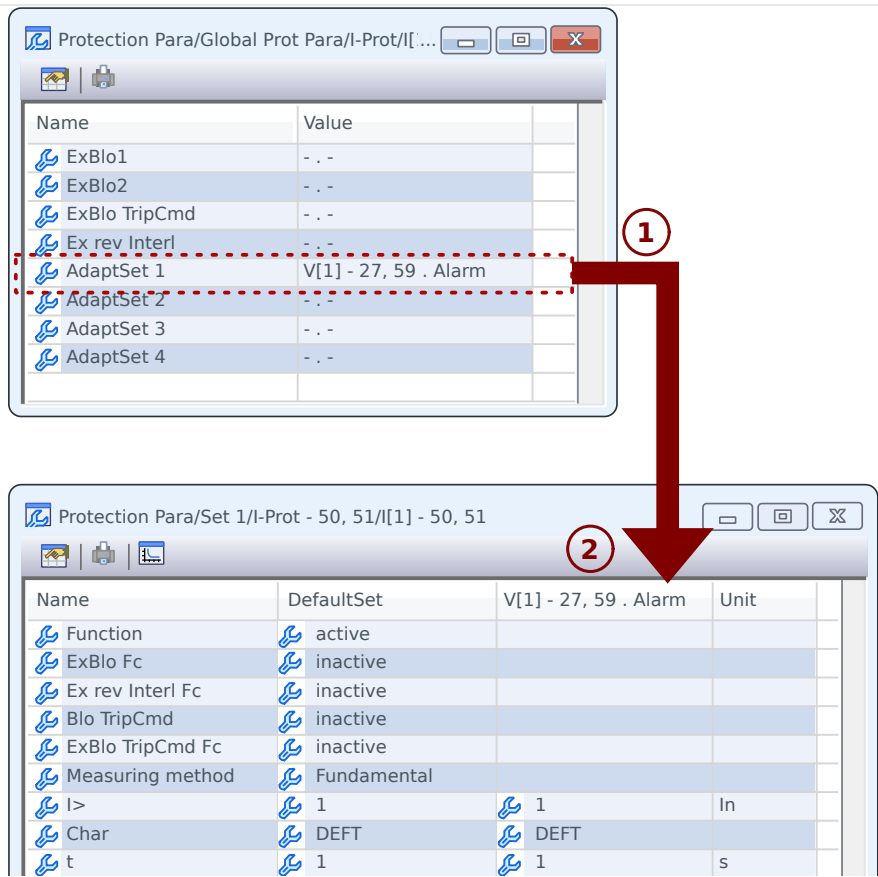 Protection Para/Global Prot Para/I-Prot/I[...
Name Value
ExBlo1 - . -
ExBlo2 - . -
ExBlo TripCmd - . -
Ex rev Interl - . -
AdaptSet 1 V[1] - 27, 59 . Alarm
AdaptSet 2 - . -
AdaptSet 3 - . -
AdaptSet 4 - . -
1
Protection Para/Set 1/I-Prot - 50, 51/I[1] - 50, 51
2
Name DefaultSet V[1] - 27, 59 . Alarm Unit
Function active
ExBlo Fc inactive
Ex rev Interl Fc inactive
Blo TripCmd inactive
ExBlo TripCmd Fc inactive
Measuring method Fundamental
I> 1 1 In
Char DEFT DEFT
t 1 1 s